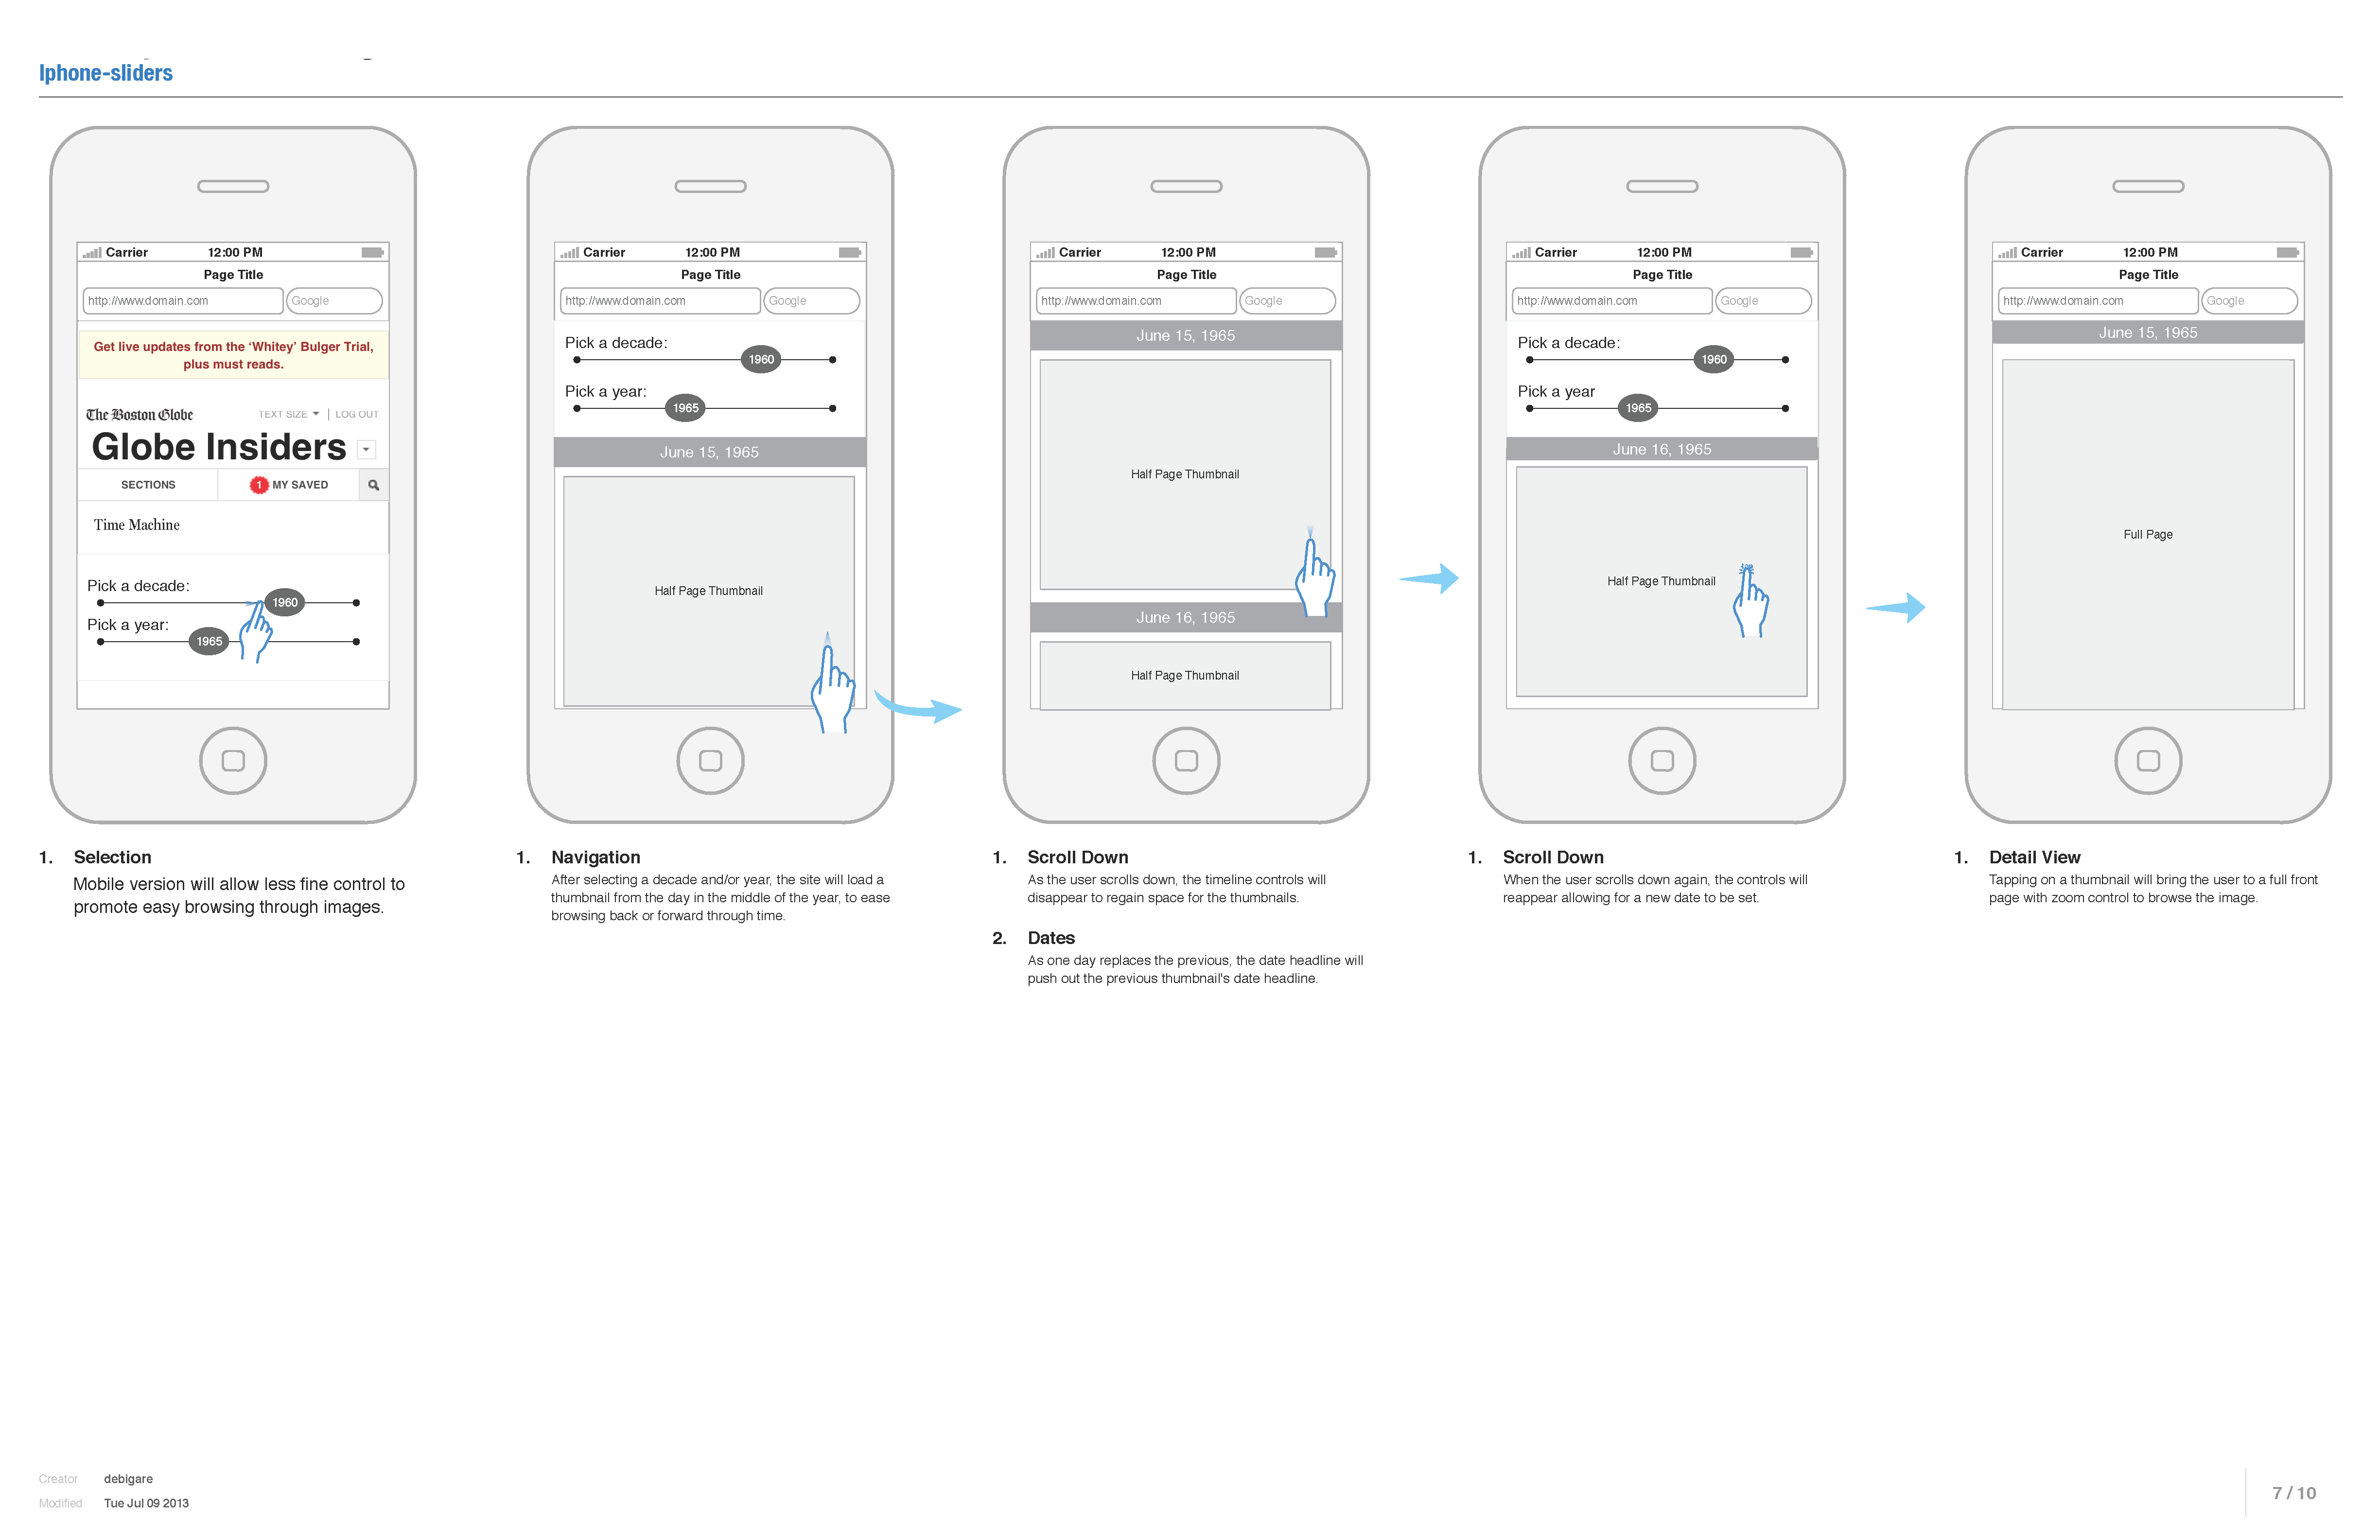 Iphone-sliders
Carrier 12:00 PM
Page Title
http://www.domain.com Google
Get live updates from the ‘Whitey’ Bulger Trial,
plus must reads.
The Boston Globe TEXT SIZE LOG OUT
Globe Insiders
SECTIONS 1 MY SAVED
Time Machine
Pick a decade:
1960
Pick a year:
1965
1. Selection
Mobile version will allow less fine control to
promote easy browsing through images.
Carrier 12:00 PM
Page Title
http://www.domain.com Google
Pick a decade:
1960
Pick a year:
1965
June 15, 1965
Half Page Thumbnail
1. Navigation
After selecting a decade and/or year, the site will load a
thumbnail from the day in the middle of the year, to ease
browsing back or forward through time.
Carrier 12:00 PM
Page Title
http://www.domain.com Google
June 15, 1965
Half Page Thumbnail
June 16, 1965
Half Page Thumbnail
1. Scroll Down
As the user scrolls down, the timeline controls will
disappear to regain space for the thumbnails.
2. Dates
As one day replaces the previous, the date headline will
push out the previous thumbnail's date headline.
Carrier 12:00 PM
Page Title
http://www.domain.com Google
Pick a decade:
1960
Pick a year
1965
June 16, 1965
Half Page Thumbnail
1. Scroll Down
When the user scrolls down again, the controls will
reappear allowing for a new date to be set.
Carrier 12:00 PM
Page Title
http://www.domain.com Google
June 15, 1965
Full Page
1. Detail View
Tapping on a thumbnail will bring the user to a full front
page with zoom control to browse the image.
Creator debigare
Modified Tue Jul 09 2013
7 / 10